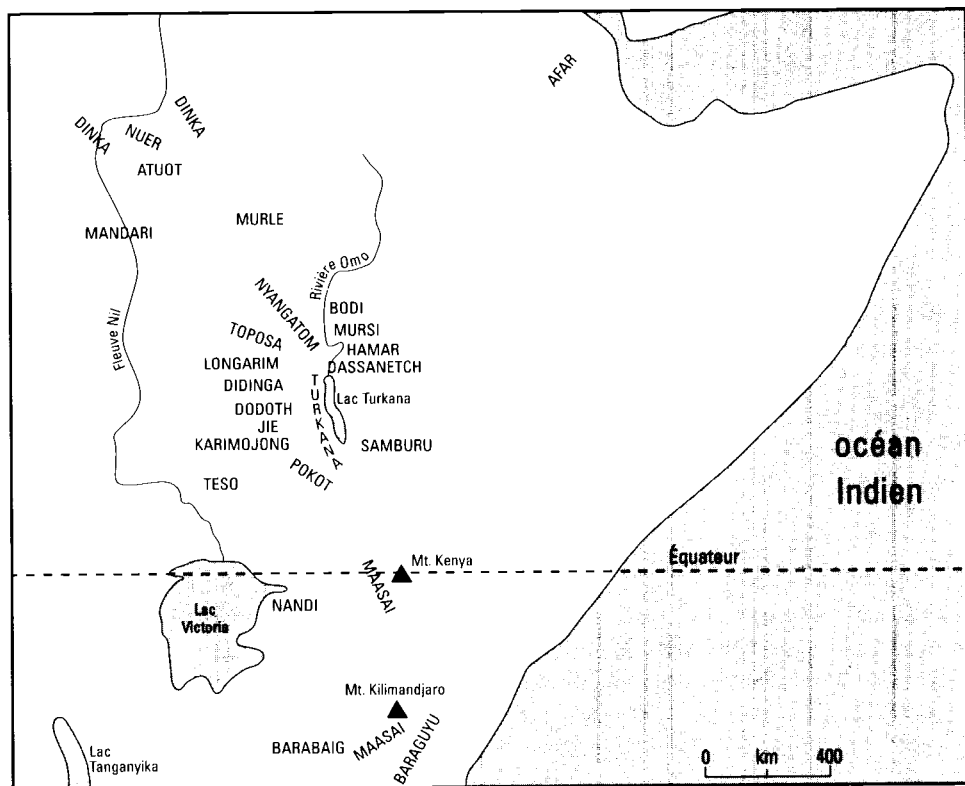 AFAR
DINKA
DINKA
NUER
ATUOT
MURLE
MANDARI
Rivière Omo
NYANGATOM
BODI
Fleuve Nil
TOPOSA
MURSI
HAMAR
LONGARIM
DASSANETCH
DIDINGA
TURKANA
Lac Turkana
DODOTH
JIE
KARIMOJONG
SAMBURU
POKOT
TESO
océan
Indien
Équateur
Mt. Kenya
MAASAI
NANDI
Lac
Victoria
Mt. Kilimandjaro
BARABAIG
MAASAI
BARAGUYU
Lac
Tanganyika
0 km 400